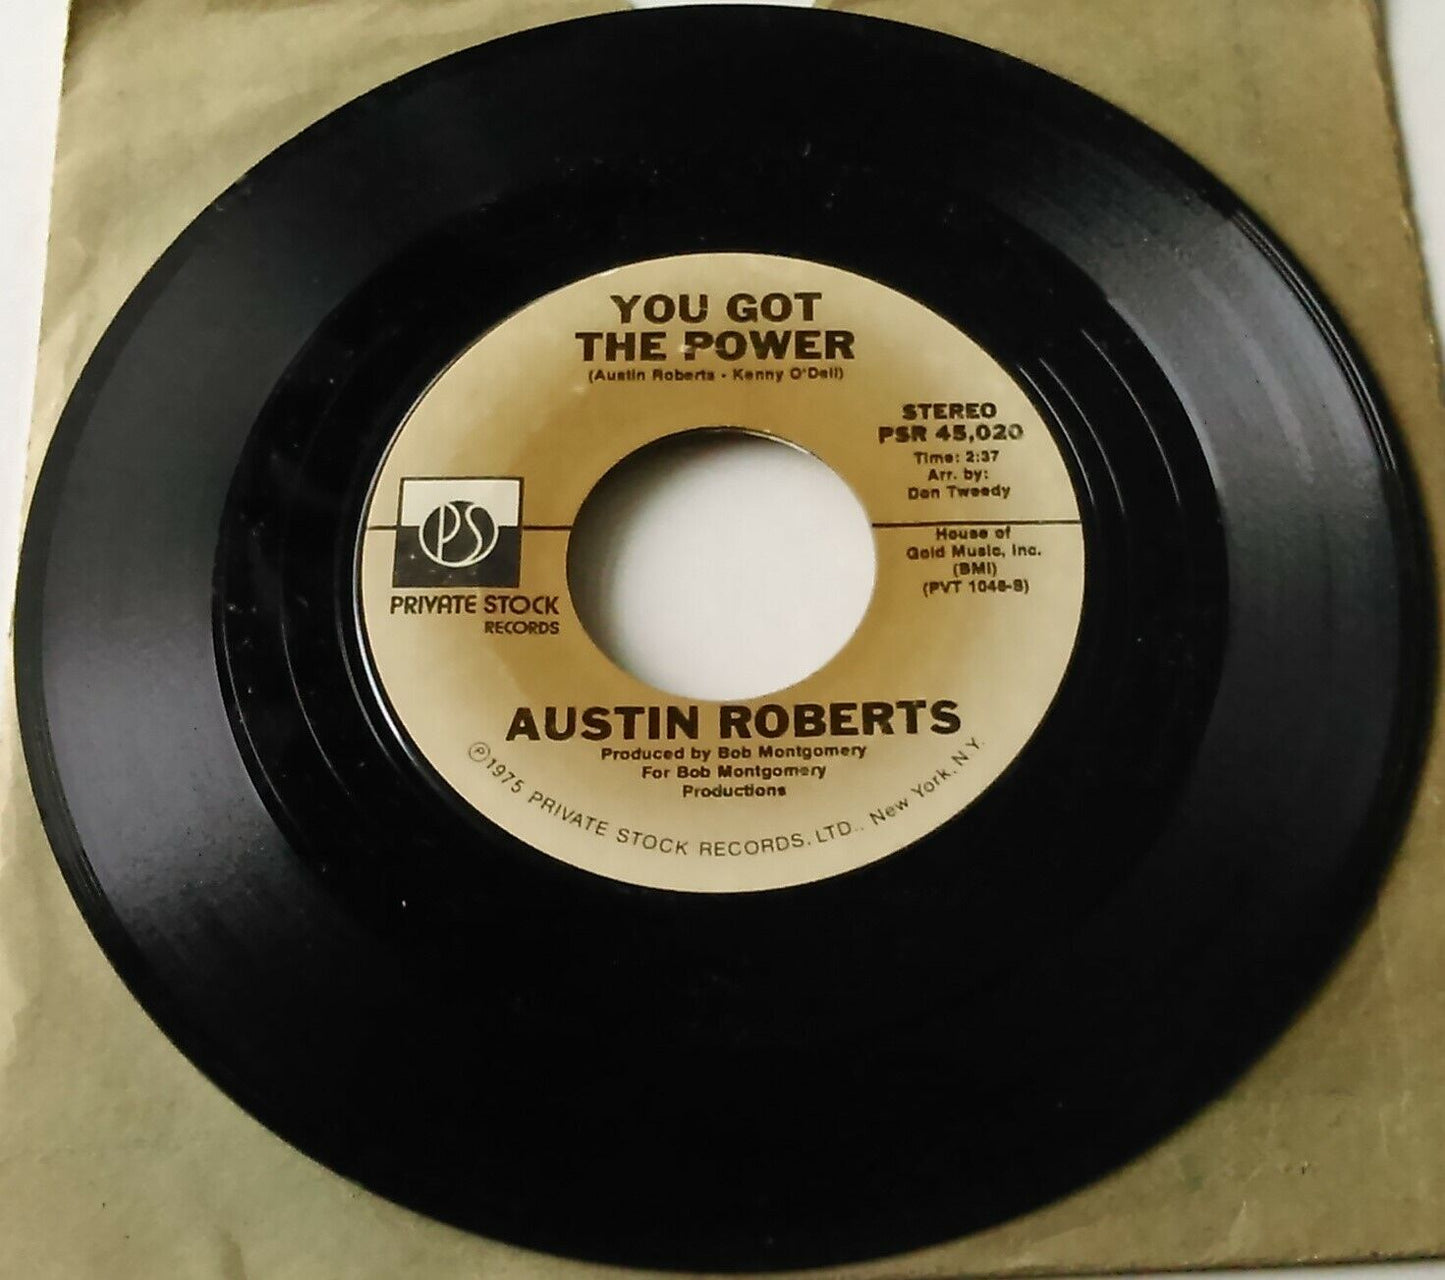 YOU GOT
THE POWER
(Austin Roberts - Kenny O'Dell)
STEREO
PSR 45,020
Time: 2:37
Arr. by:
Don Tweedy
House of
Gold Music, Inc.
(BMI)
(PVT 1048-S)
PS
PRIVATE STOCK
RECORDS
AUSTIN ROBERTS
Produced by Bob Montgomery
For Bob Montgomery
Productions
℗1975 PRIVATE STOCK RECORDS, LTD., New York, N.Y.